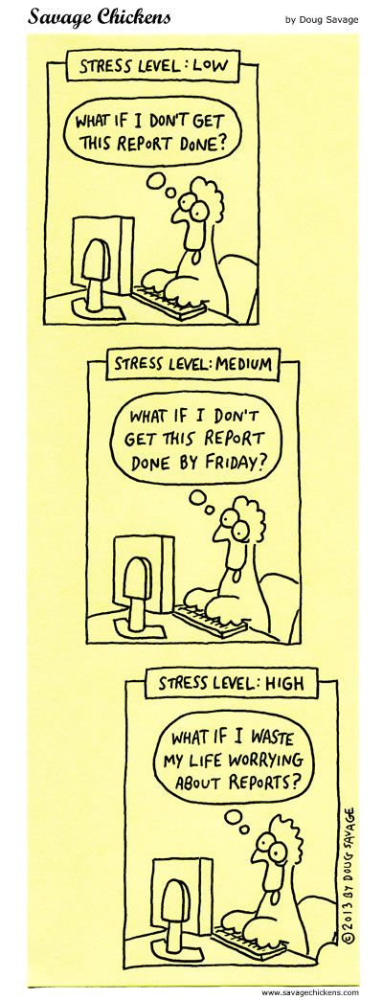 Savage Chickens
by Doug Savage
STRESS LEVEL: LOW
WHAT IF I DON'T GET
THIS REPORT DONE?
STRESS LEVEL: MEDIUM
WHAT IF I DON'T
GET THIS REPORT
DONE BY FRIDAY?
STRESS LEVEL: HIGH
WHAT IF I WASTE
MY LIFE WORRYING
ABOUT REPORTS?
©2013 BY DOUG SAVAGE
www.savagechickens.com